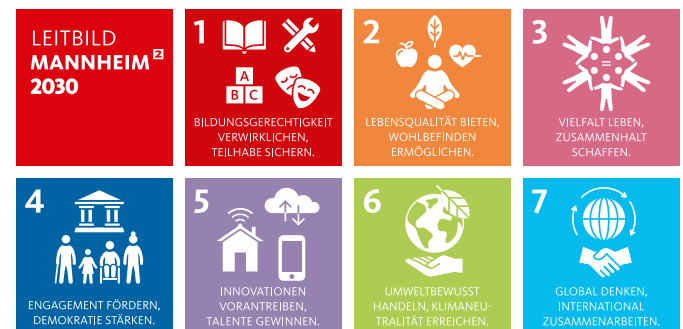 LEITBILD
MANNHEIM²
2030
1
A
B C
BILDUNGSGERECHTIGKEIT
VERWIRKLICHEN,
TEILHABE SICHERN.
2
LEBENSQUALITÄT BIETEN,
WOHLBEFINDEN
ERMÖGLICHEN.
3
=
VIELFALT LEBEN,
ZUSAMMENHALT
SCHAFFEN.
4
ENGAGEMENT FÖRDERN,
DEMOKRATIE STÄRKEN.
5
INNOVATIONEN
VORANTREIBEN,
TALENTE GEWINNEN.
6
UMWELTBEWUSST
HANDELN, KLIMANEU-
TRALITÄT ERREICHEN.
7
GLOBAL DENKEN,
INTERNATIONAL
ZUSAMMENARBEITEN.